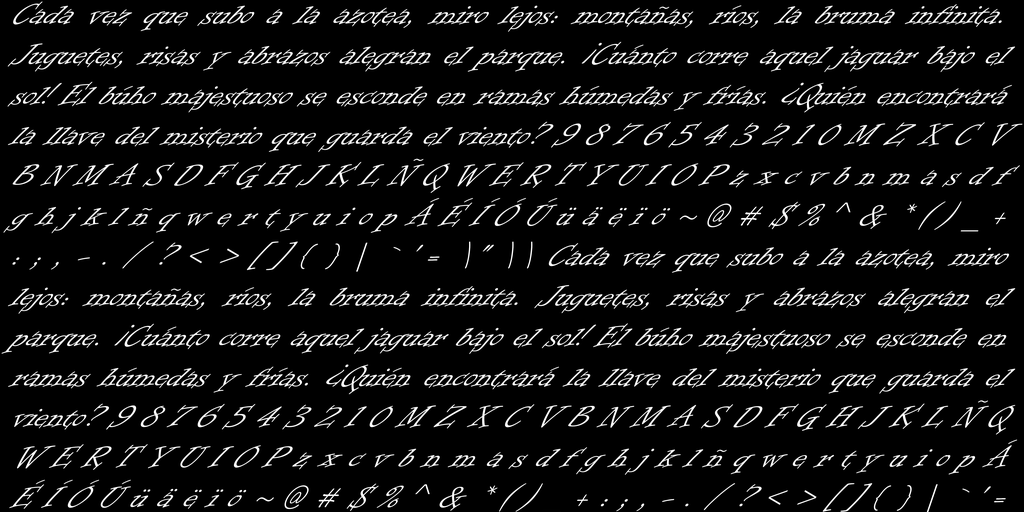 Cada vez que subo a la azotea, miro lejos: montañas, ríos, la bruma infinita.
Juguetes, risas y abrazos alegran el parque. ¡Cuánto corre aquel jaguar bajo el
sol! El búho majestuoso se esconde en ramas húmedas y frías. ¿Quién encontrará
la llave del misterio que guarda el viento? 9 8 7 6 5 4 3 2 1 0 M Z X C V
B N M A S D F G H J K L Ñ Q W E R T Y U I O P z x c v b n m a s d f
g h j k l ñ q w e r t y u i o p Á É Í Ó Ú ü ä ë ï ö ~ @ # $ % ^ & * ( ) _ +
: ; , - . / ? < > [ ] { } | ` ' = \ " \ \ Cada vez que subo a la azotea, miro
lejos: montañas, ríos, la bruma infinita. Juguetes, risas y abrazos alegran el
parque. ¡Cuánto corre aquel jaguar bajo el sol! El búho majestuoso se esconde en
ramas húmedas y frías. ¿Quién encontrará la llave del misterio que guarda el
viento? 9 8 7 6 5 4 3 2 1 0 M Z X C V B N M A S D F G H J K L Ñ Q
W E R T Y U I O P z x c v b n m a s d f g h j k l ñ q w e r t y u i o p Á
É Í Ó Ú ü ä ë ï ö ~ @ # $ % ^ & * ( ) + : ; , - . / ? < > [ ] { } | ` ' =